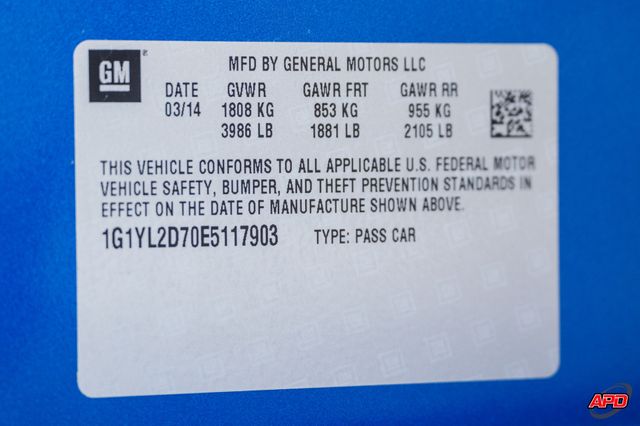 GM
MFD BY GENERAL MOTORS LLC
DATE GVWR GAWR FRT GAWR RR
03/14 1808 KG 853 KG 955 KG
3986 LB 1881 LB 2105 LB
THIS VEHICLE CONFORMS TO ALL APPLICABLE U.S. FEDERAL MOTOR
VEHICLE SAFETY, BUMPER, AND THEFT PREVENTION STANDARDS IN
EFFECT ON THE DATE OF MANUFACTURE SHOWN ABOVE.
1G1YL2D70E5117903 TYPE: PASS CAR
APD